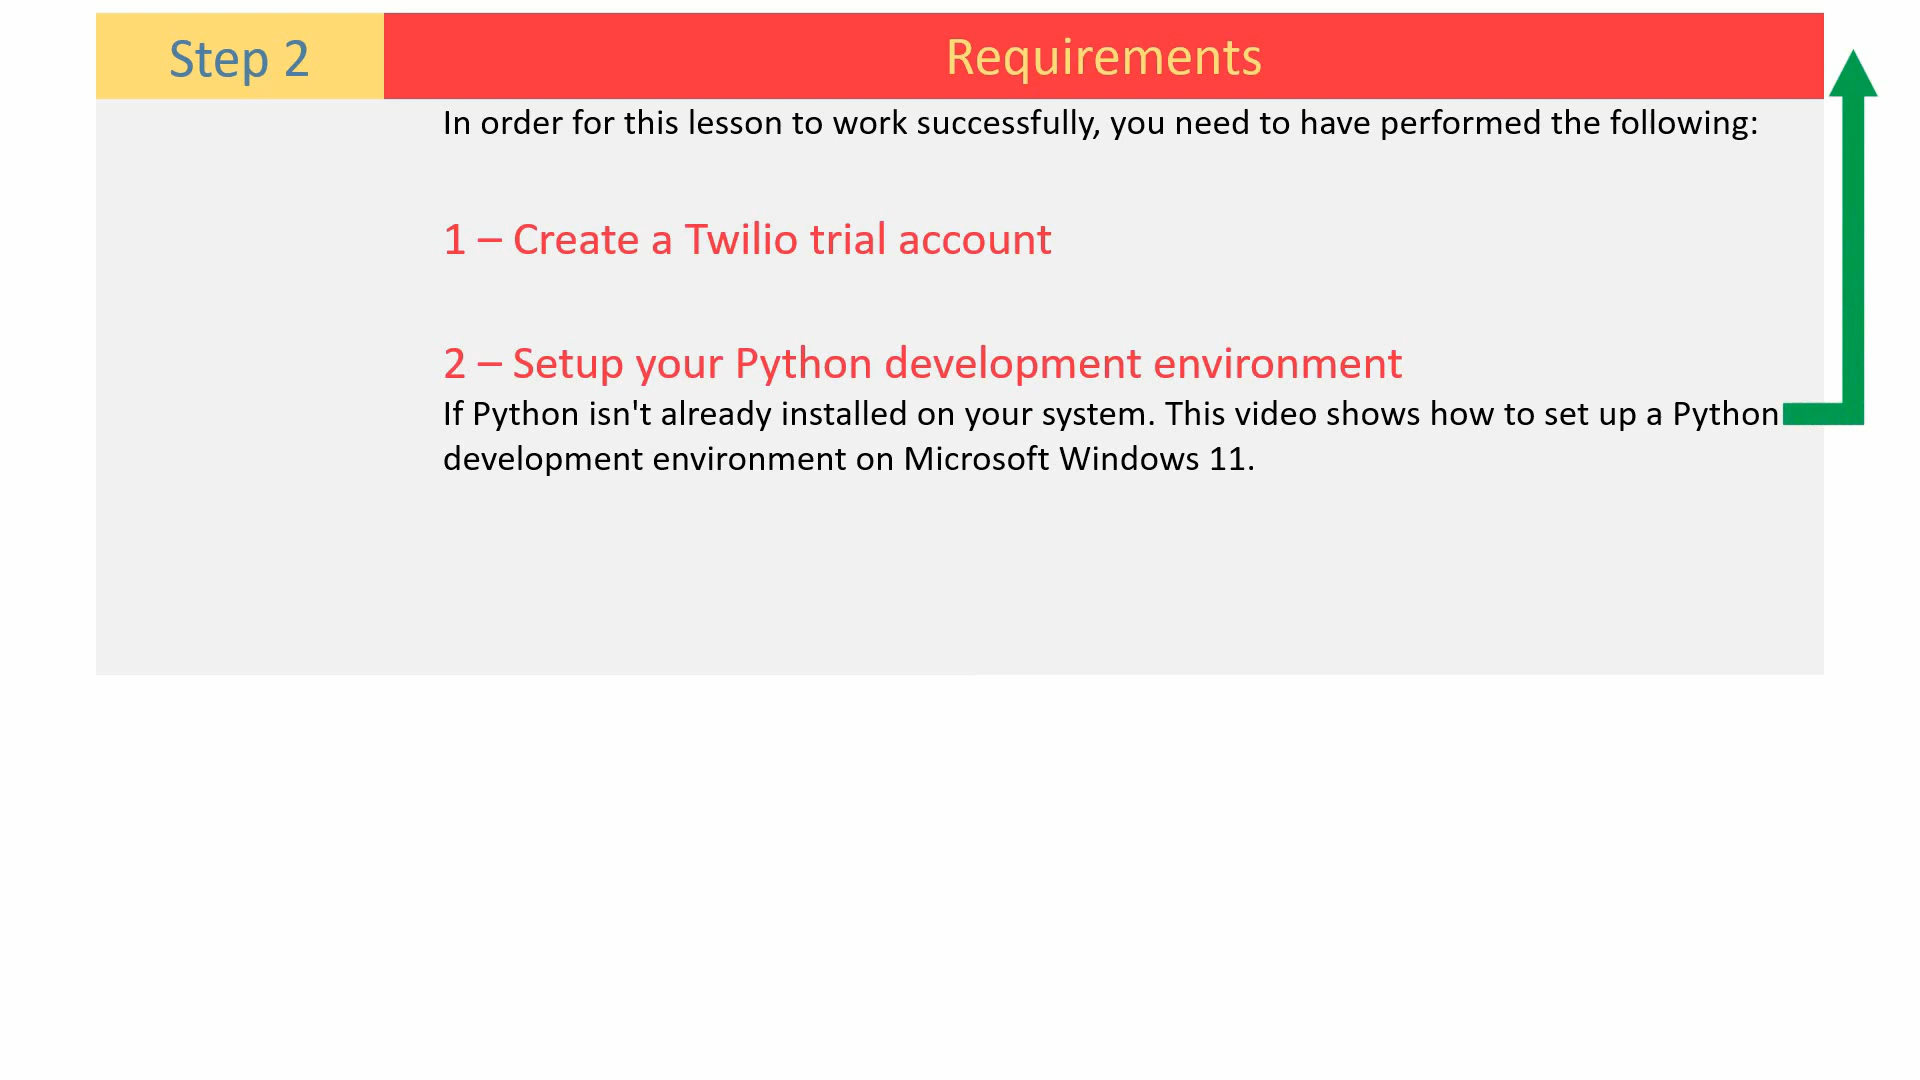 Step 2
Requirements
In order for this lesson to work successfully, you need to have performed the following:
1 – Create a Twilio trial account
2 – Setup your Python development environment
If Python isn't already installed on your system. This video shows how to set up a Python
development environment on Microsoft Windows 11.